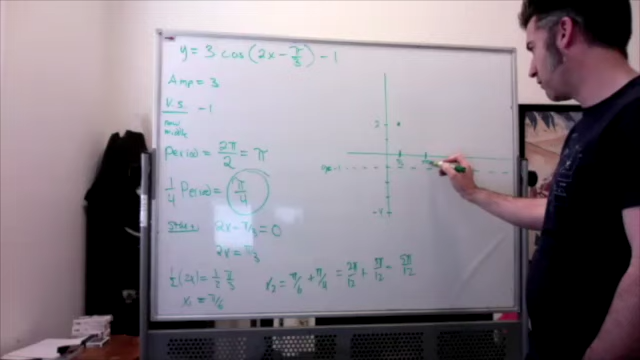 y = 3 cos(2x - π/3) - 1
Amp = 3
V.S. -1
new
middle
Period = 2π/2 = π
1/4 Period = π/4
Start: 2x - π/3 = 0
2x = π/3
1/2(2x) = 1/2 π/3
x₁ = π/6
x₂ = π/6 + π/4 = 2π/12 + 3π/12 = 5π/12
2
-4